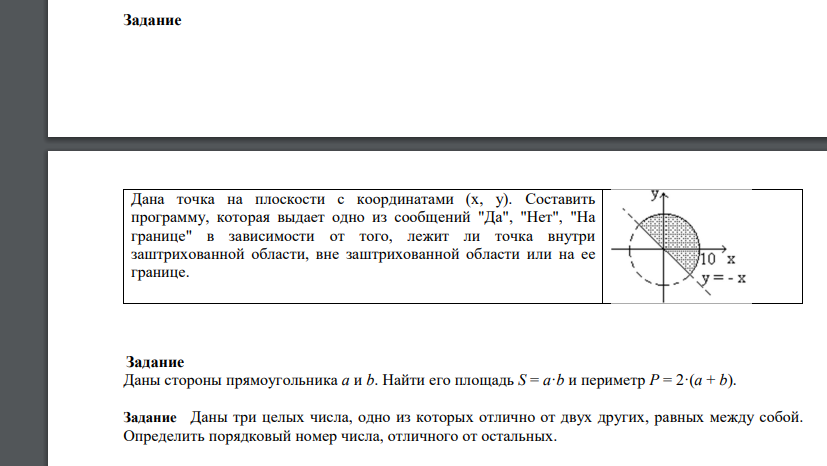 Задание
Дана точка на плоскости с координатами (x, y). Составить
программу, которая выдает одно из сообщений "Да", "Нет", "На
границе" в зависимости от того, лежит ли точка внутри
заштрихованной области, вне заштрихованной области или на ее
границе.
y
10 x
y = - x
Задание
Даны стороны прямоугольника a и b. Найти его площадь S = a·b и периметр P = 2·(a + b).
Задание Даны три целых числа, одно из которых отлично от двух других, равных между собой.
Определить порядковый номер числа, отличного от остальных.